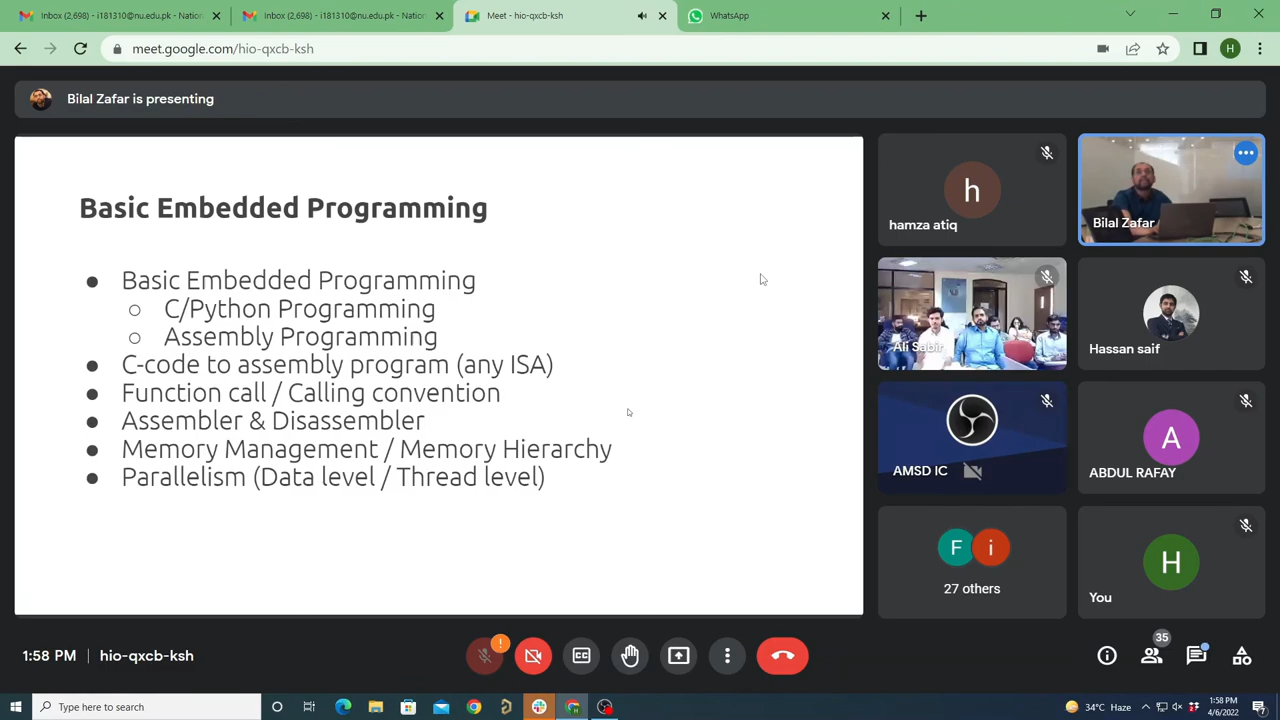 Inbox (2,698) - i181310@nu.edu.pk - Nation
Inbox (2,698) - i181310@nu.edu.pk - Nation
Meet - hio-qxcb-ksh
WhatsApp
meet.google.com/hio-qxcb-ksh
H
Bilal Zafar is presenting
Basic Embedded Programming
● Basic Embedded Programming
○ C/Python Programming
○ Assembly Programming
● C-code to assembly program (any ISA)
● Function call / Calling convention
● Assembler & Disassembler
● Memory Management / Memory Hierarchy
● Parallelism (Data level / Thread level)
h
hamza atiq
Bilal Zafar
Ali Sabir
Hassan saif
AMSD IC
A
ABDUL RAFAY
F i
27 others
H
You
1:58 PM | hio-qxcb-ksh
!
CC
35
Type here to search
34°C Haze
1:58 PM
4/6/2022
7